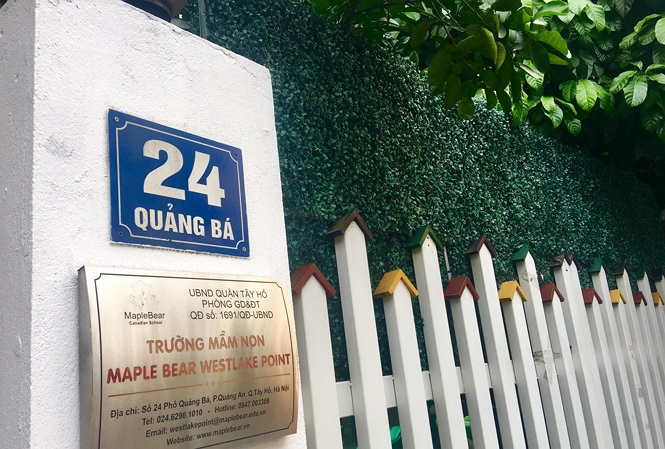 24
QUẢNG BÁ
MapleBear
Canadian School
UBND QUẬN TÂY HỒ
PHÒNG GD&ĐT
QĐ số: 1691/QĐ-UBND
TRƯỜNG MẦM NON
MAPLE BEAR WESTLAKE POINT
Địa chỉ: Số 24 Phố Quảng Bá, P.Quảng An, Q.Tây Hồ, Hà Nội
Tel: 024.6296.1010 - Hotline: 0947.003388
Email: westlakepoint@maplebear.edu.vn
Website: www.maplebear.vn